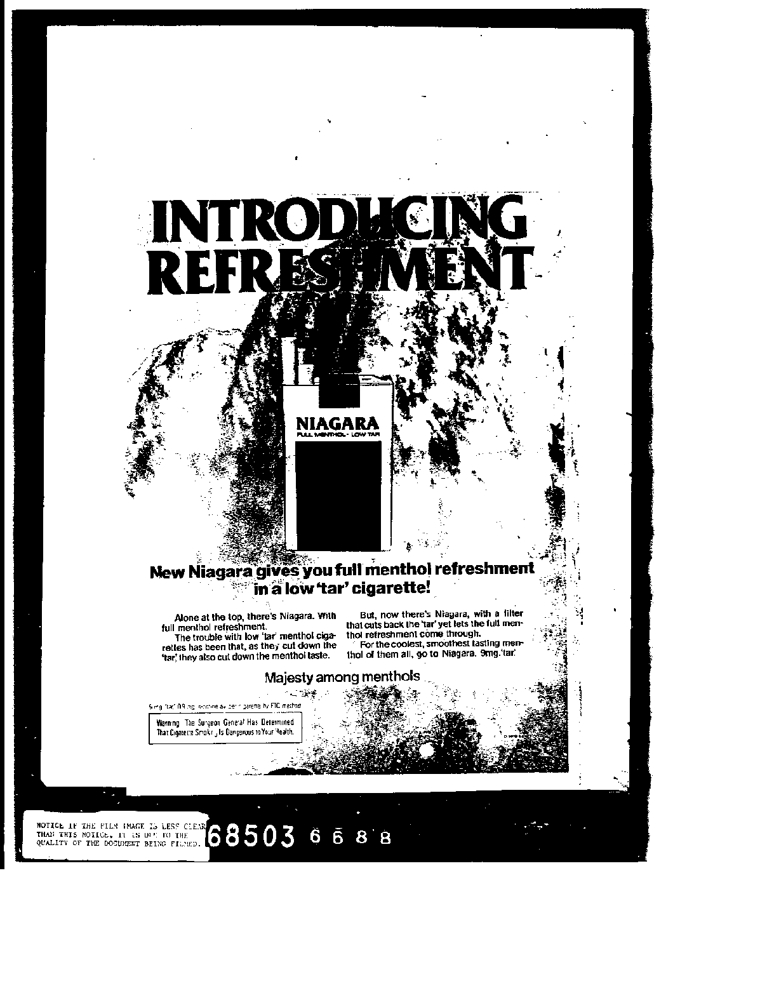 INTRODUCING
REFRESHMENT
NIAGARA
FULL MENTHOL - LOW TAR
New Niagara gives you full menthol refreshment
in a low 'tar' cigarette!
Alone at the top, there's Niagara. With
full menthol refreshment.
The trouble with low 'tar' menthol ciga-
rettes has been that, as they cut down the
'tar', they also cut down the menthol taste.
But, now there's Niagara, with a filter
that cuts back the 'tar' yet lets the full men-
thol refreshment come through.
For the coolest, smoothest tasting men-
thol of them all, go to Niagara. 9mg. 'tar.'
Majesty among menthols
9 mg. "tar", 0.9 mg. nicotine av. per cigarette by FTC method
Warning: The Surgeon General Has Determined
That Cigarette Smoking Is Dangerous to Your Health.
NOTICE IF THE FILM IMAGE IS LESS CLEAR
THAN THIS NOTICE, IT IS DUE TO THE
QUALITY OF THE DOCUMENT BEING FILMED.
68503 6688